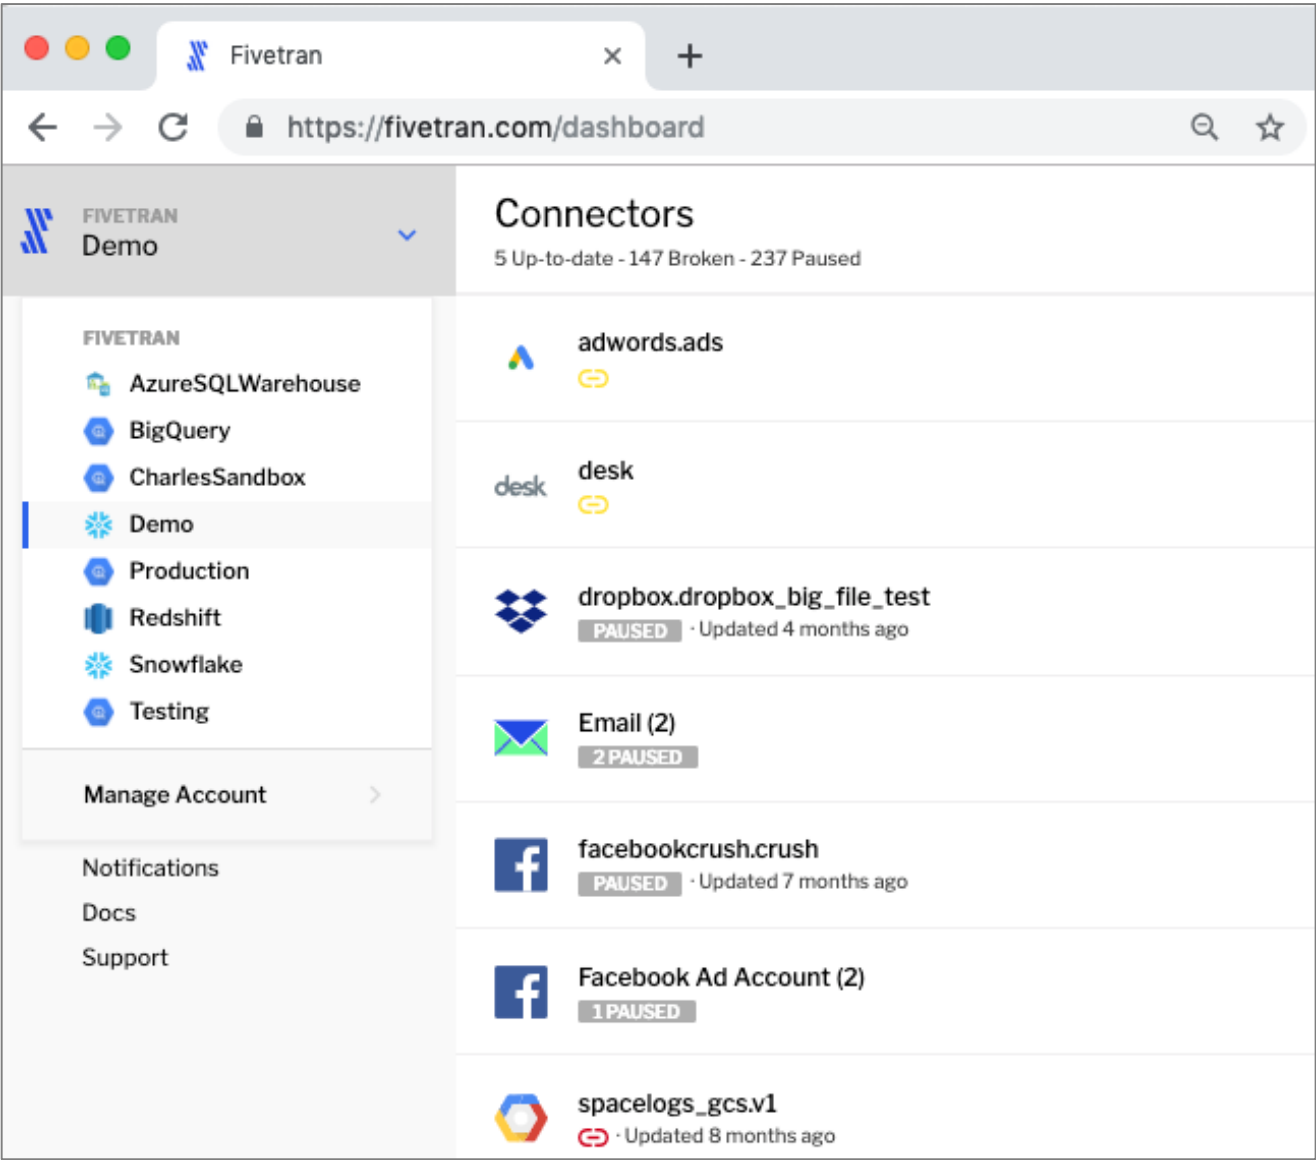 Fivetran
https://fivetran.com/dashboard
FIVETRAN
Demo
FIVETRAN
AzureSQLWarehouse
BigQuery
CharlesSandbox
Demo
Production
Redshift
Snowflake
Testing
Manage Account
Notifications
Docs
Support
Connectors
5 Up-to-date - 147 Broken - 237 Paused
adwords.ads
desk
desk
dropbox.dropbox_big_file_test
PAUSED · Updated 4 months ago
Email (2)
2 PAUSED
facebookcrush.crush
PAUSED · Updated 7 months ago
Facebook Ad Account (2)
1 PAUSED
spacelogs_gcs.v1
· Updated 8 months ago